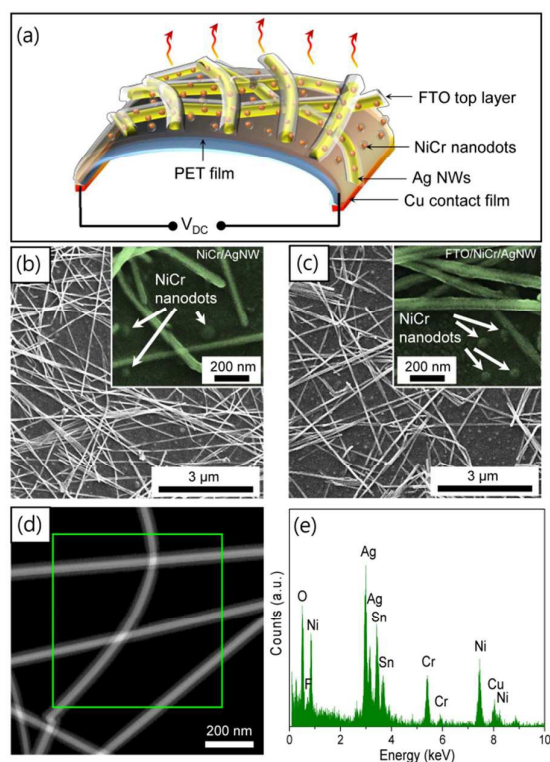 (a)
FTO top layer
NiCr nanodots
PET film
Ag NWs
Cu contact film
VDC
(b)
NiCr/AgNW
NiCr
nanodots
200 nm
3 μm
(c)
FTO/NiCr/AgNW
NiCr
nanodots
200 nm
3 μm
(d)
200 nm
(e)
Counts (a.u.)
Ag
O
Ag
Ni
Sn
F
Sn
Cr
Cr
Ni
Cu
Ni
0 2 4 6 8 10
Energy (keV)